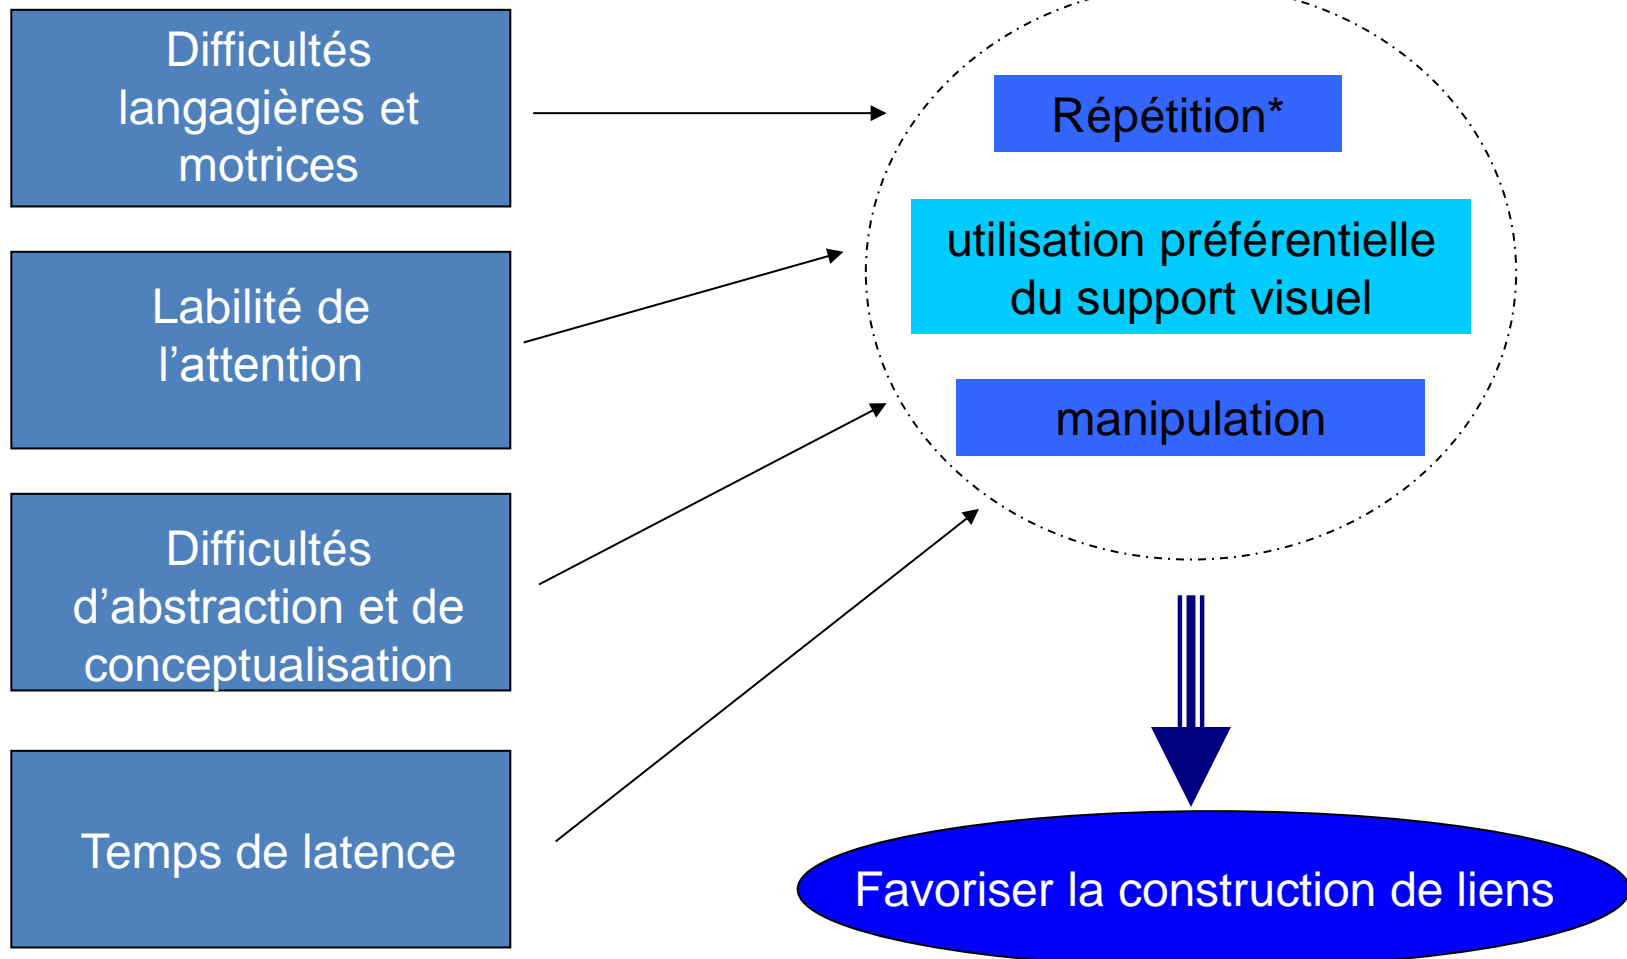 Difficultés
langagières et
motrices
Labilité de
l’attention
Difficultés
d’abstraction et de
conceptualisation
Temps de latence
Répétition*
utilisation préférentielle
du support visuel
manipulation
Favoriser la construction de liens